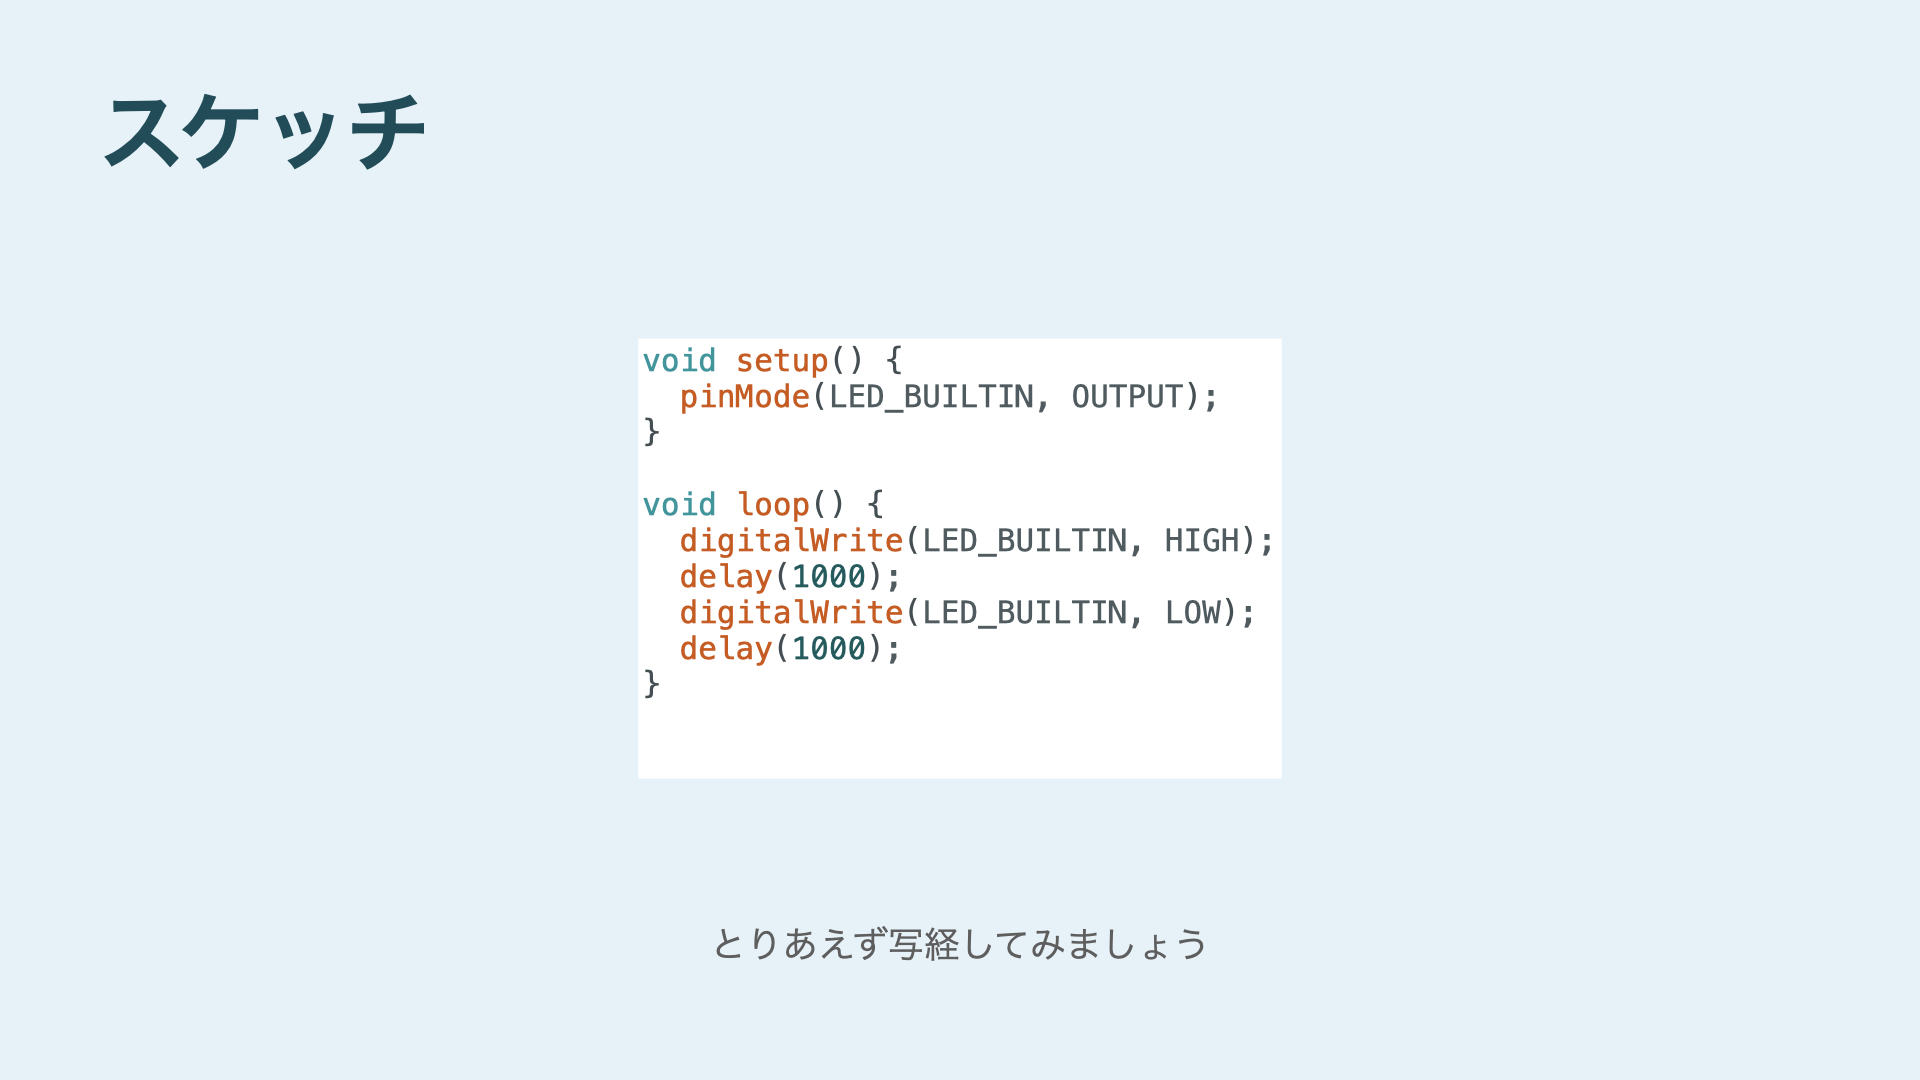 スケッチ
void setup() {
  pinMode(LED_BUILTIN, OUTPUT);
}

void loop() {
  digitalWrite(LED_BUILTIN, HIGH);
  delay(1000);
  digitalWrite(LED_BUILTIN, LOW);
  delay(1000);
}
とりあえず写経してみましょう